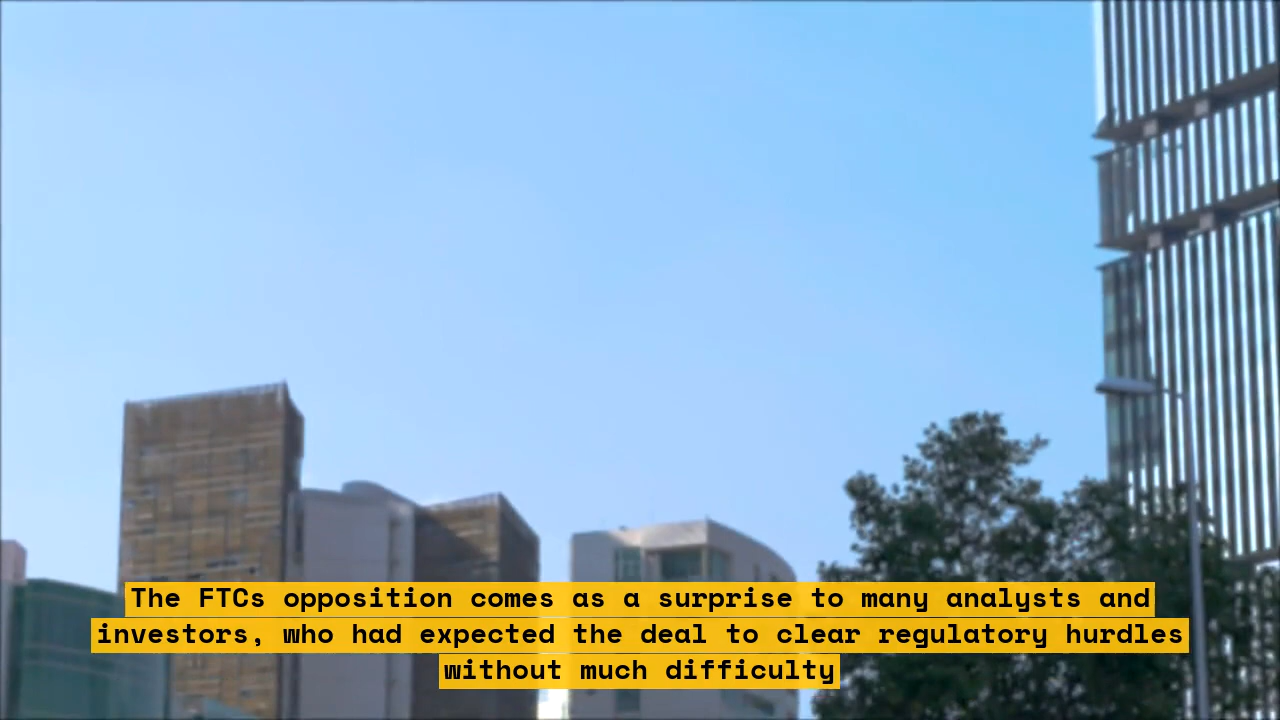 The FTCs opposition comes as a surprise to many analysts and
investors, who had expected the deal to clear regulatory hurdles
without much difficulty